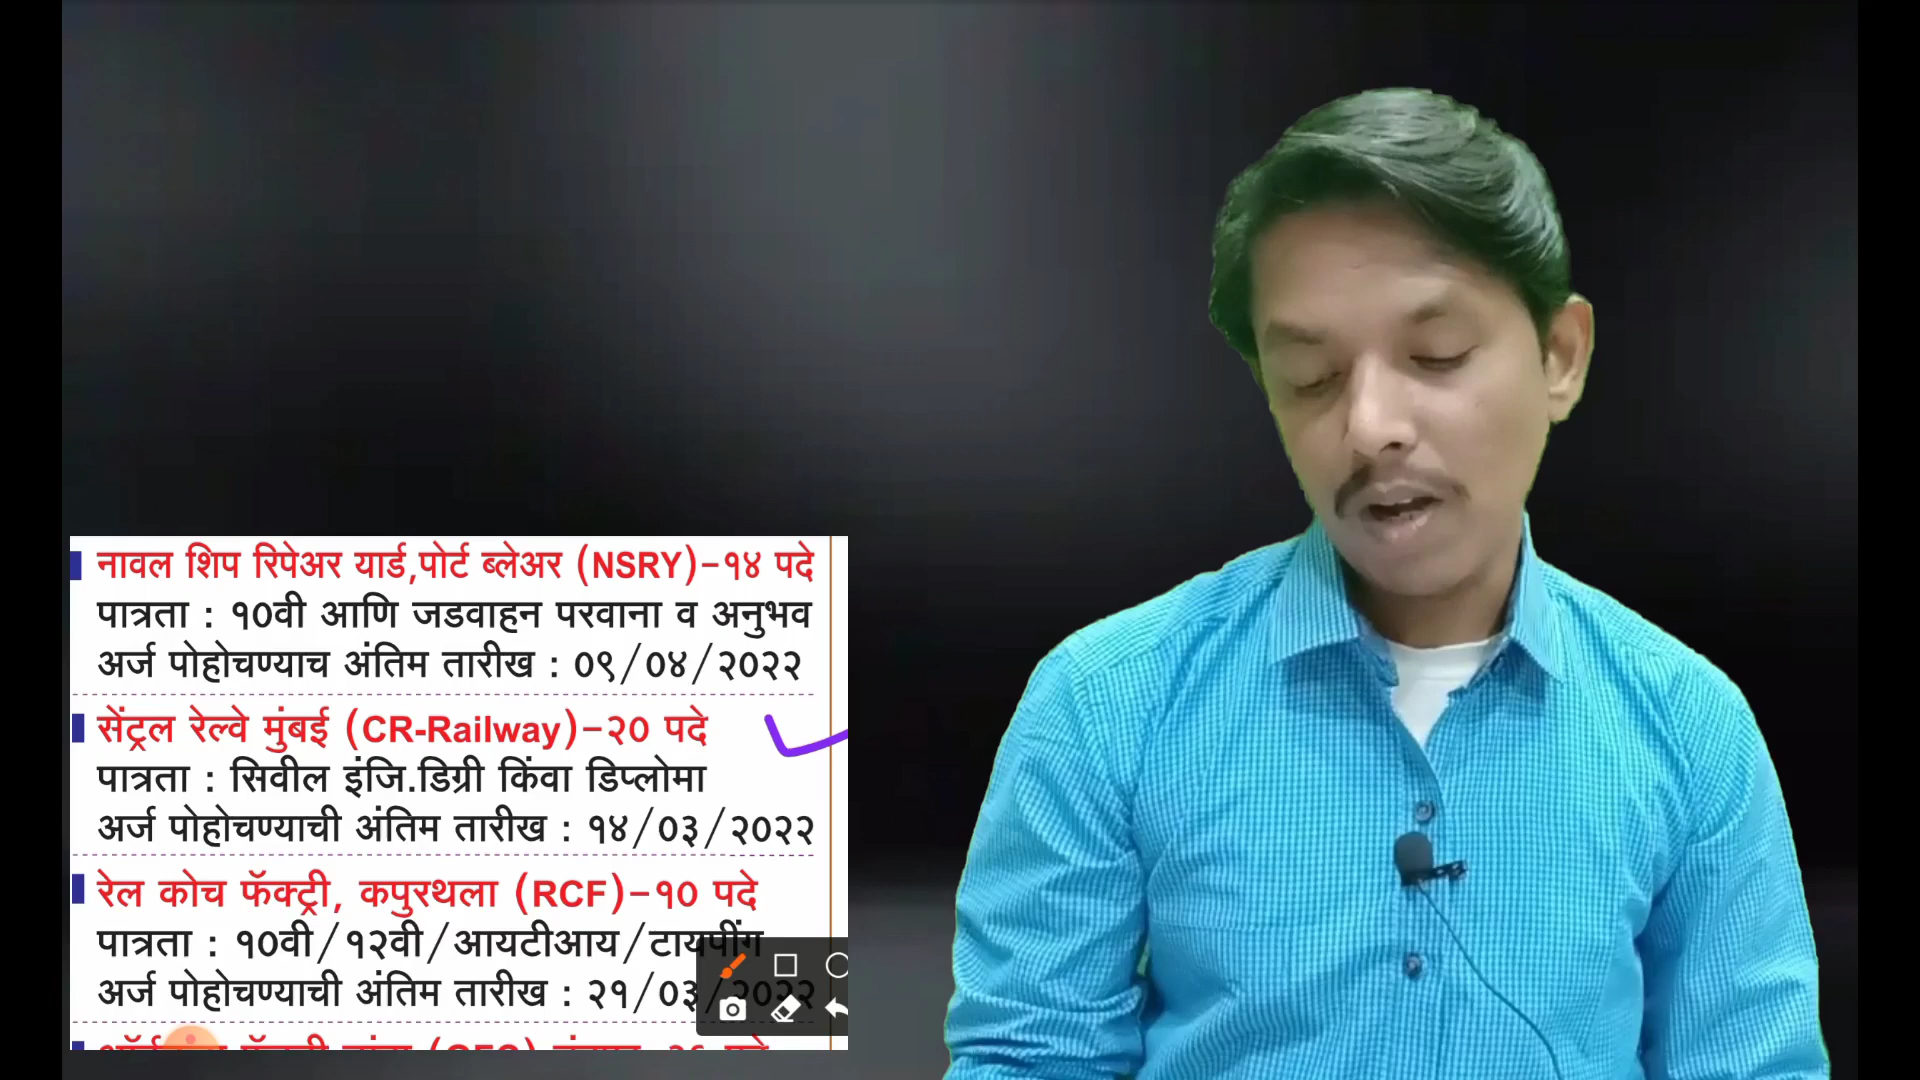 नावल शिप रिपेअर यार्ड,पोर्ट ब्लेअर (NSRY)–१४ पदे
पात्रता : १०वी आणि जडवाहन परवाना व अनुभव
अर्ज पोहोचण्याच अंतिम तारीख : ०९/०४/२०२२
सेंट्रल रेल्वे मुंबई (CR-Railway)–२० पदे
पात्रता : सिवील इंजि.डिग्री किंवा डिप्लोमा
अर्ज पोहोचण्याची अंतिम तारीख : १४/०३/२०२२
रेल कोच फॅक्ट्री, कपुरथला (RCF)–१० पदे
पात्रता : १०वी/१२वी/आयटीआय/टायपींग
अर्ज पोहोचण्याची अंतिम तारीख : २१/०३/२०२२